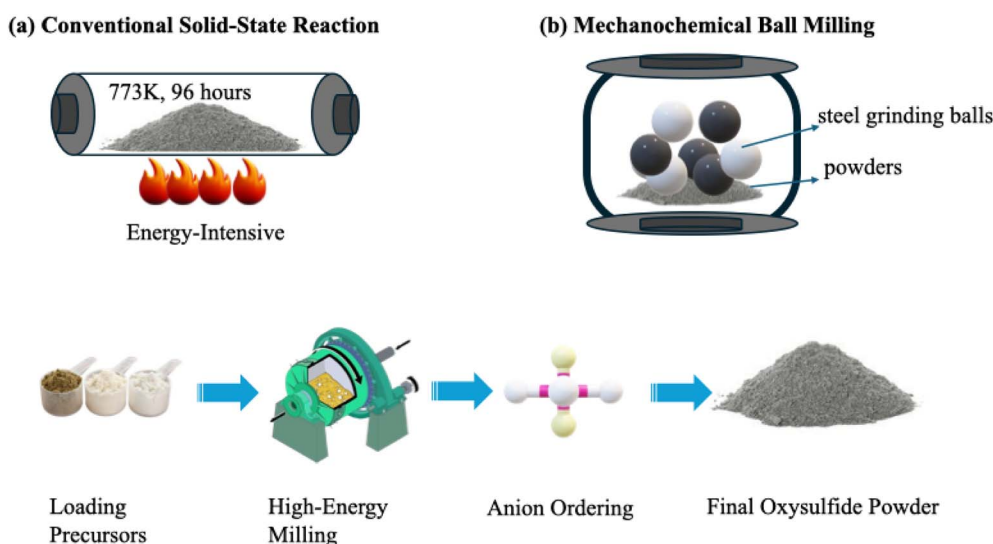 (a) Conventional Solid-State Reaction
773K, 96 hours
Energy-Intensive
(b) Mechanochemical Ball Milling
steel grinding balls
powders
Loading
Precursors
High-Energy
Milling
Anion Ordering
Final Oxysulfide Powder